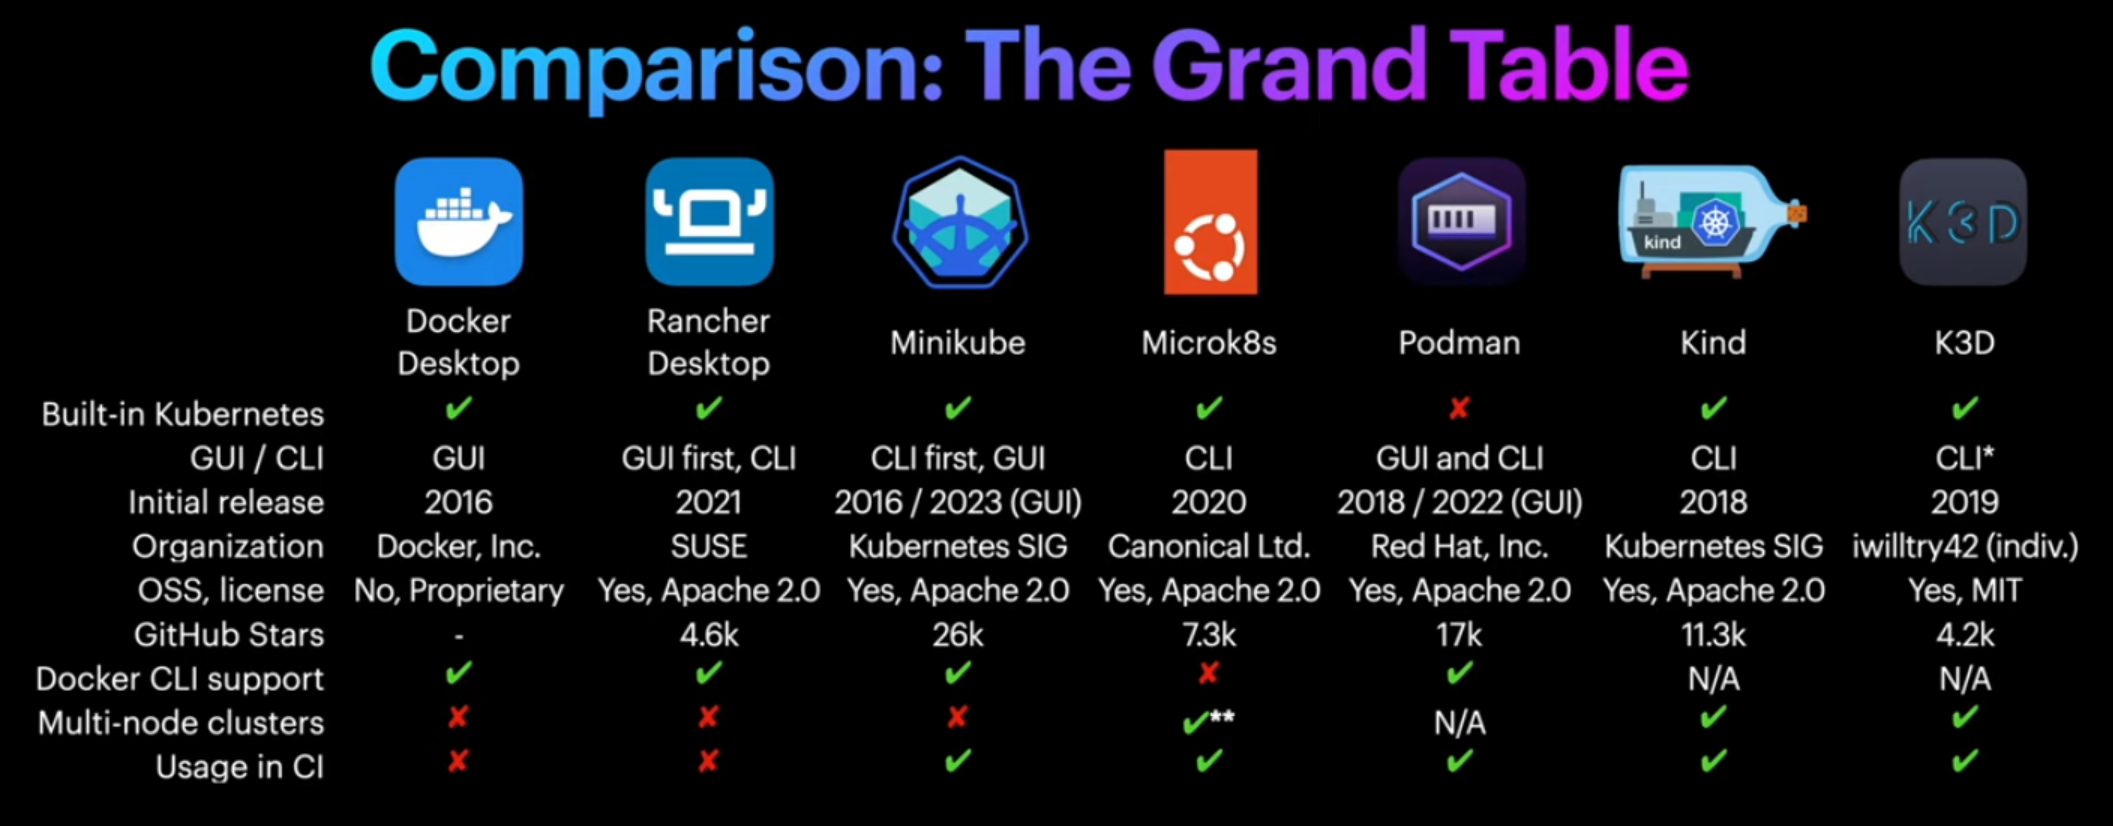 Comparison: The Grand Table
kind
K3D
Docker Desktop
Rancher Desktop
Minikube
Microk8s
Podman
Kind
K3D
Built-in Kubernetes ✔ ✔ ✔ ✔ ✘ ✔ ✔
GUI / CLI GUI GUI first, CLI CLI first, GUI CLI GUI and CLI CLI CLI*
Initial release 2016 2021 2016 / 2023 (GUI) 2020 2018 / 2022 (GUI) 2018 2019
Organization Docker, Inc. SUSE Kubernetes SIG Canonical Ltd. Red Hat, Inc. Kubernetes SIG iwilltry42 (indiv.)
OSS, license No, Proprietary Yes, Apache 2.0 Yes, Apache 2.0 Yes, Apache 2.0 Yes, Apache 2.0 Yes, Apache 2.0 Yes, MIT
GitHub Stars - 4.6k 26k 7.3k 17k 11.3k 4.2k
Docker CLI support ✔ ✔ ✔ ✘ ✔ N/A N/A
Multi-node clusters ✘ ✘ ✘ ✔** N/A ✔ ✔
Usage in CI ✘ ✘ ✔ ✔ ✔ ✔ ✔